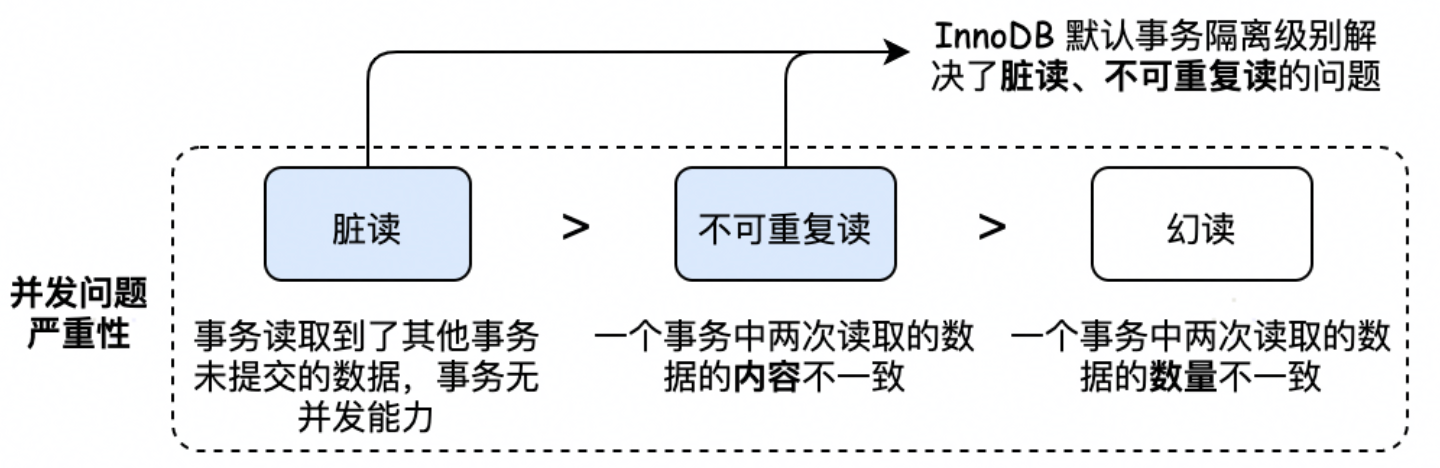 InnoDB 默认事务隔离级别解
决了脏读、不可重复读的问题
脏读
>
不可重复读
>
幻读
并发问题
严重性
事务读取到了其他事务
未提交的数据，事务无
并发能力
一个事务中两次读取的数
据的内容不一致
一个事务中两次读取的数
据的数量不一致